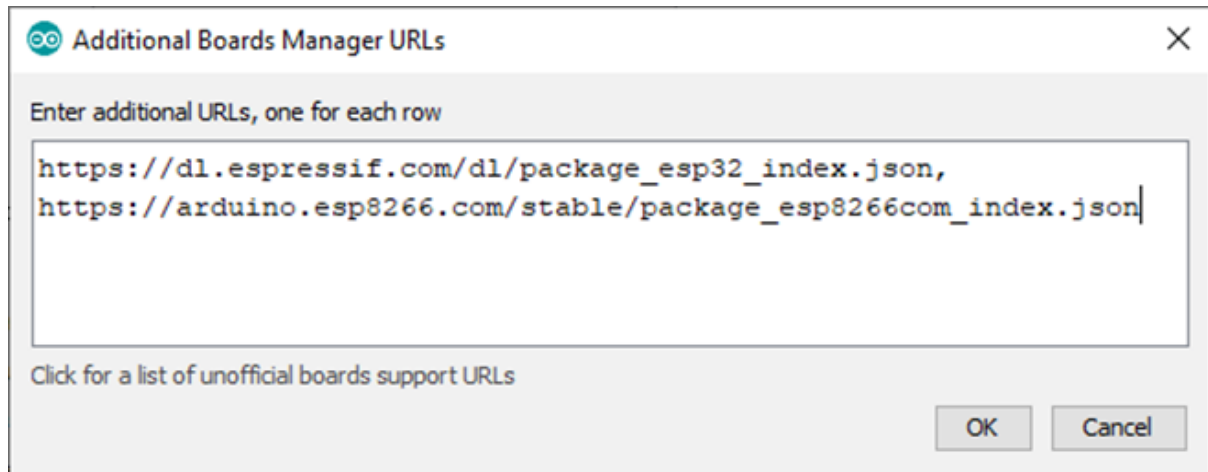 Additional Boards Manager URLs
Enter additional URLs, one for each row
https://dl.espressif.com/dl/package_esp32_index.json,
https://arduino.esp8266.com/stable/package_esp8266com_index.json
Click for a list of unofficial boards support URLs
OK Cancel